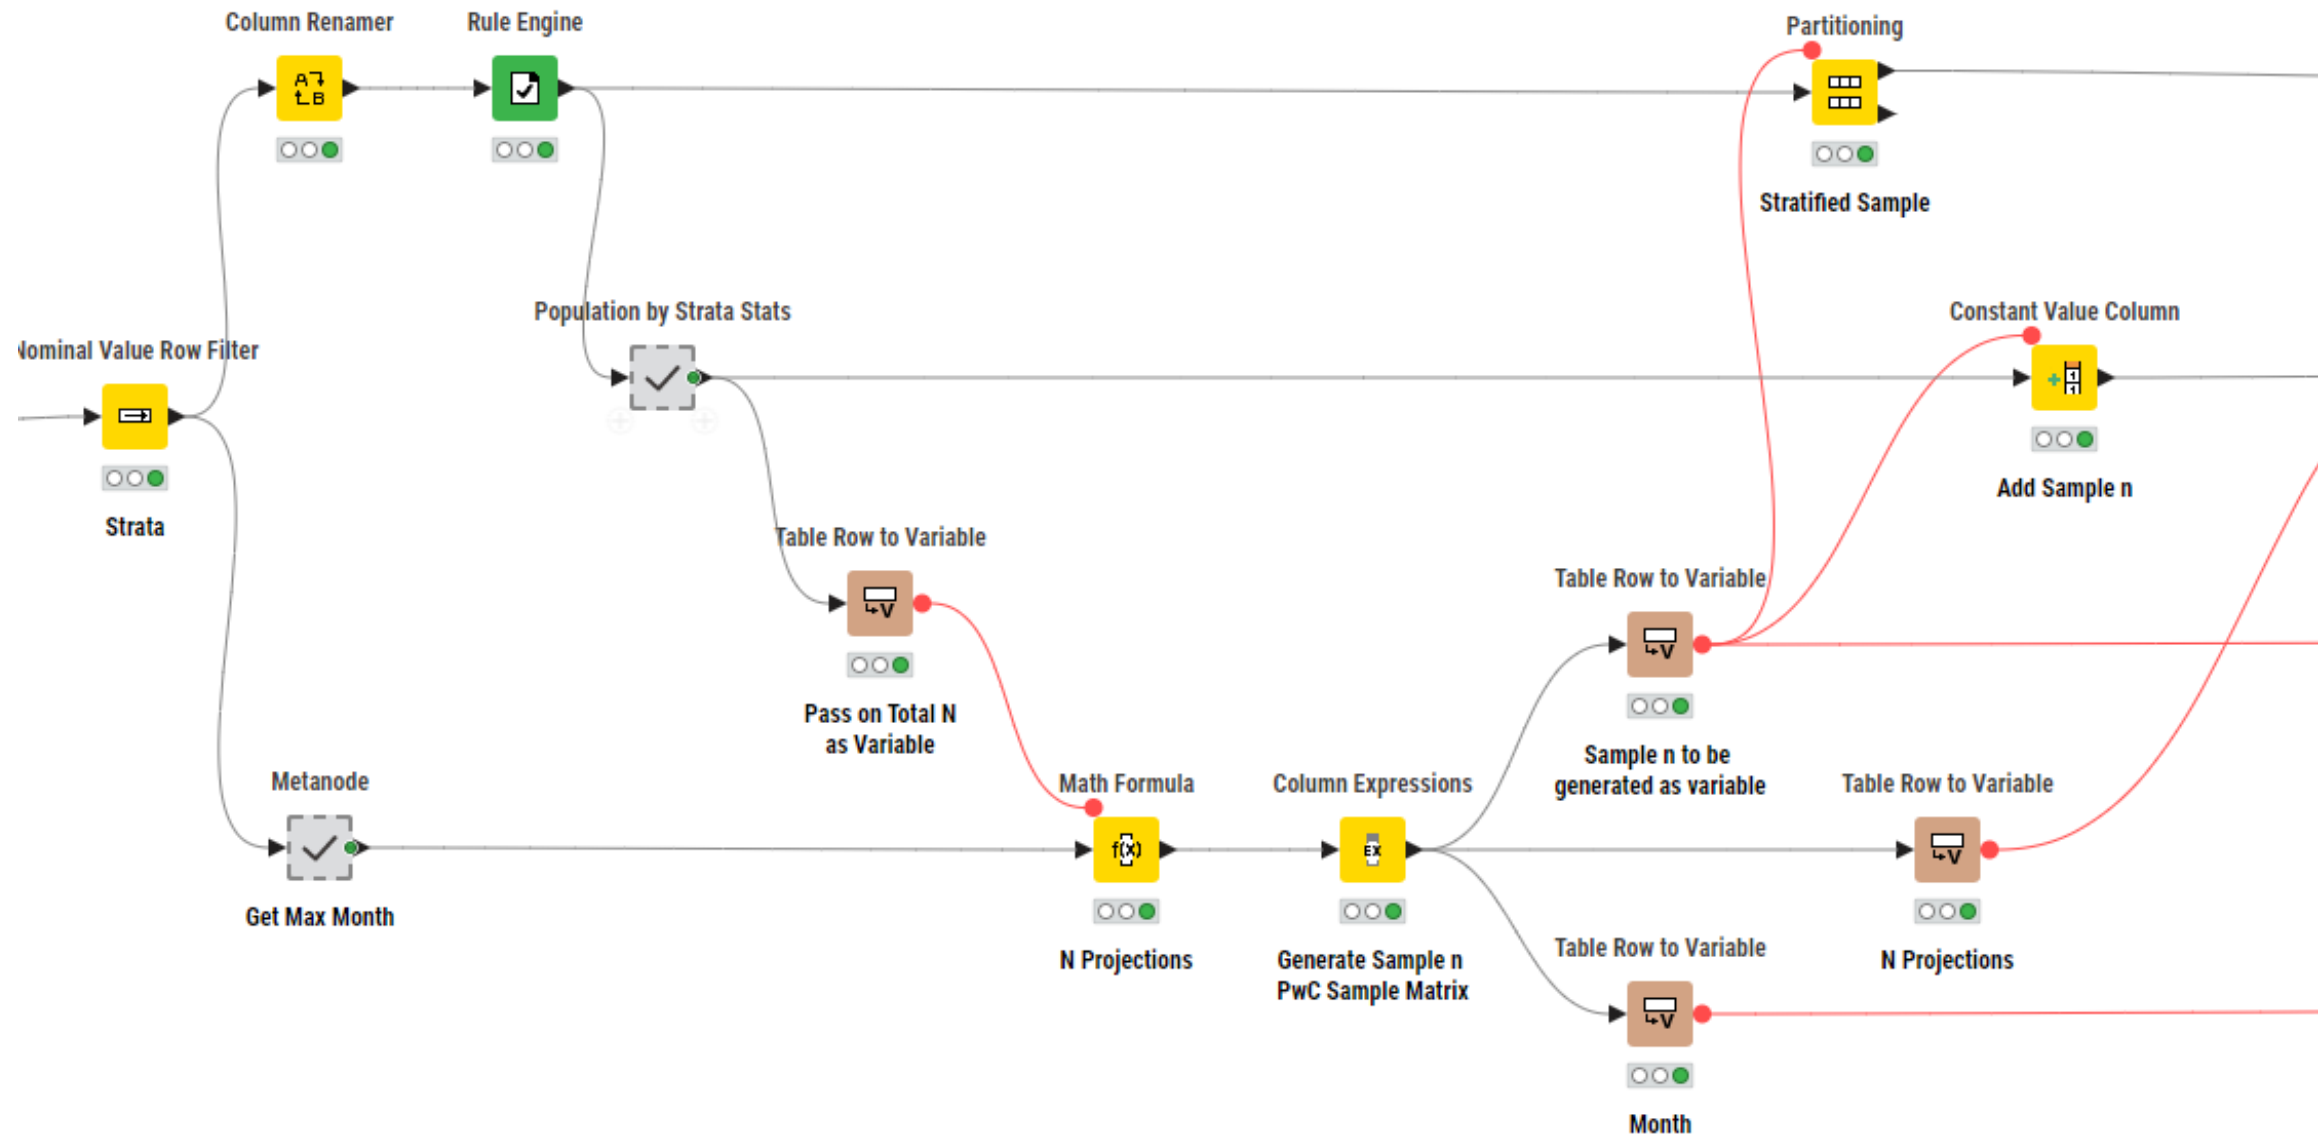 Column Renamer
Rule Engine
Partitioning
Stratified Sample
Population by Strata Stats
Constant Value Column
Nominal Value Row Filter
Add Sample n
Strata
Table Row to Variable
Table Row to Variable
Pass on Total N
as Variable
Sample n to be
generated as variable
Metanode
Math Formula
Column Expressions
Table Row to Variable
Get Max Month
N Projections
Generate Sample n
PwC Sample Matrix
Table Row to Variable
N Projections
Month